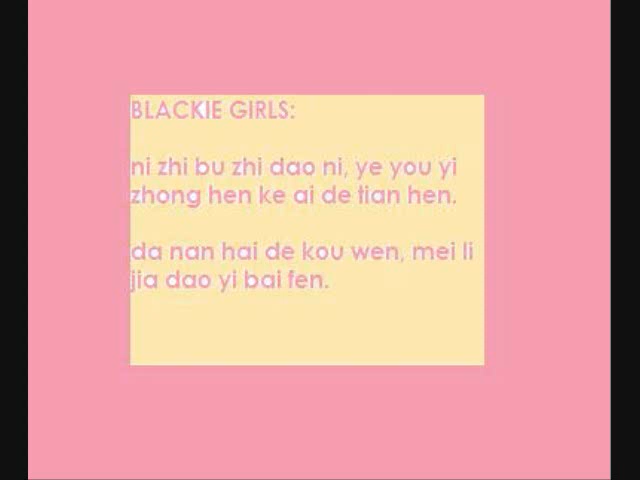 BLACKIE GIRLS:
ni zhi bu zhi dao ni, ye you yi
zhong hen ke ai de tian hen.
da nan hai de kou wen, mei li
jia dao yi bai fen.